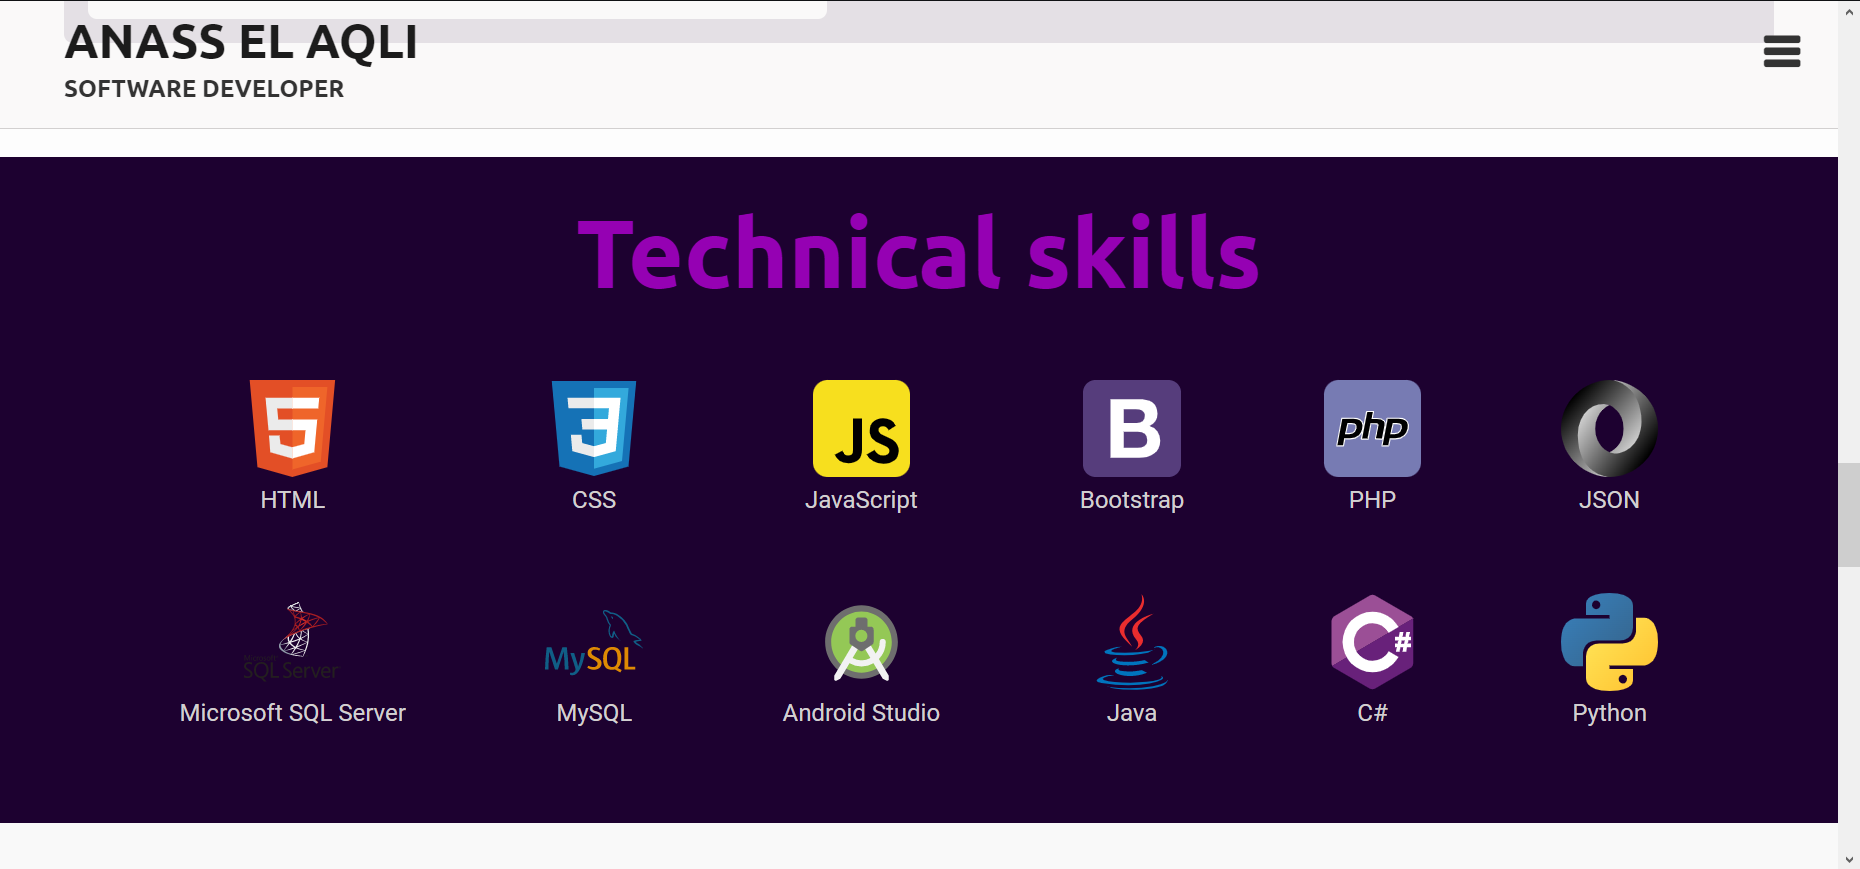 ANASS EL AQLI
SOFTWARE DEVELOPER
Technical skills
5 3 JS B php
HTML CSS JavaScript Bootstrap PHP JSON
Microsoft
SQL Server MySQL C#
Microsoft SQL Server MySQL Android Studio Java C# Python